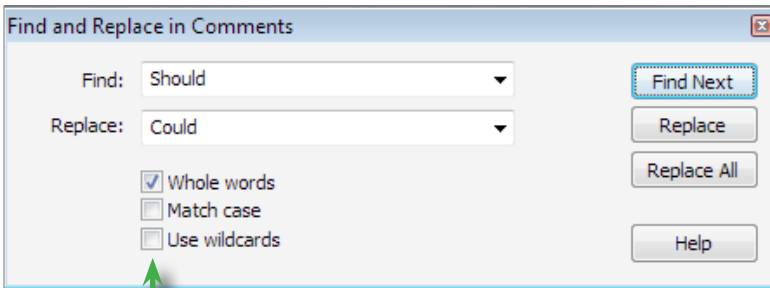 Find and Replace in Comments
Find: Should
Find Next
Replace: Could
Replace
Replace All
Whole words
Match case
Use wildcards
Help